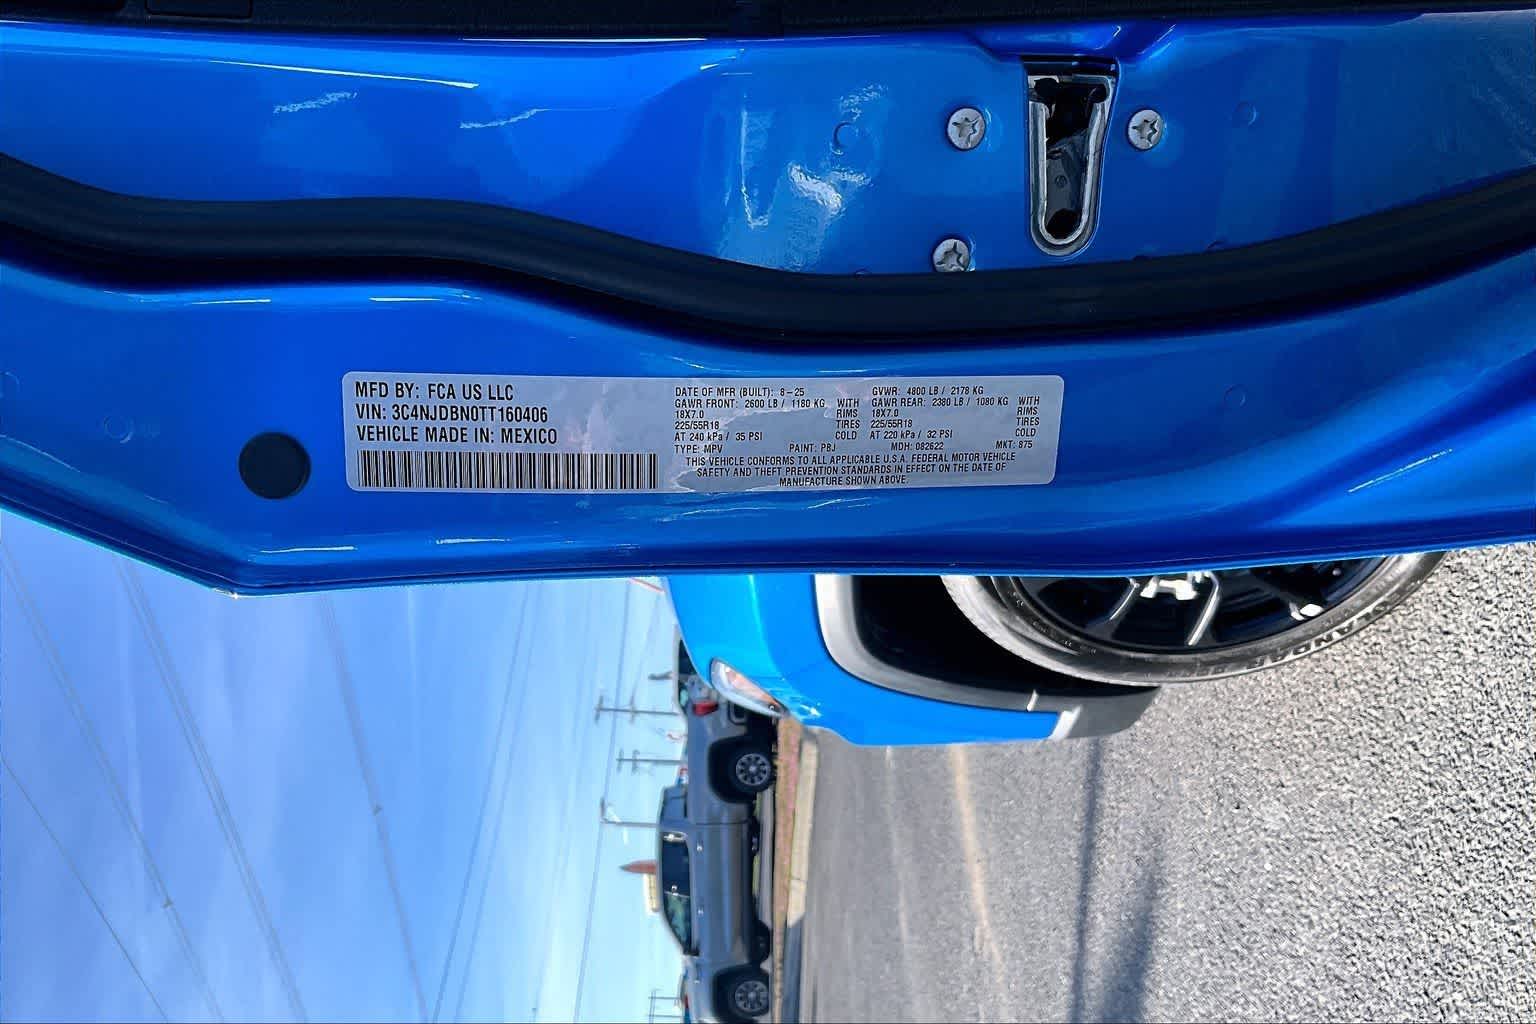 MFD BY: FCA US LLC
VIN: 3C4NJDBN0TT160406
VEHICLE MADE IN: MEXICO
DATE OF MFR (BUILT): 8-25
GAWR FRONT: 2600 LB / 1180 KG WITH
18X7.0 RIMS
225/55R18 TIRES
AT 240 kPa / 35 PSI COLD
GVWR: 4800 LB / 2178 KG
GAWR REAR: 2380 LB / 1080 KG WITH
18X7.0 RIMS
225/55R18 TIRES
AT 220 kPa / 32 PSI COLD
TYPE: MPV PAINT: PBJ MDH: 082622 MKT: 875
THIS VEHICLE CONFORMS TO ALL APPLICABLE U.S.A. FEDERAL MOTOR VEHICLE
SAFETY AND THEFT PREVENTION STANDARDS IN EFFECT ON THE DATE OF
MANUFACTURE SHOWN ABOVE.